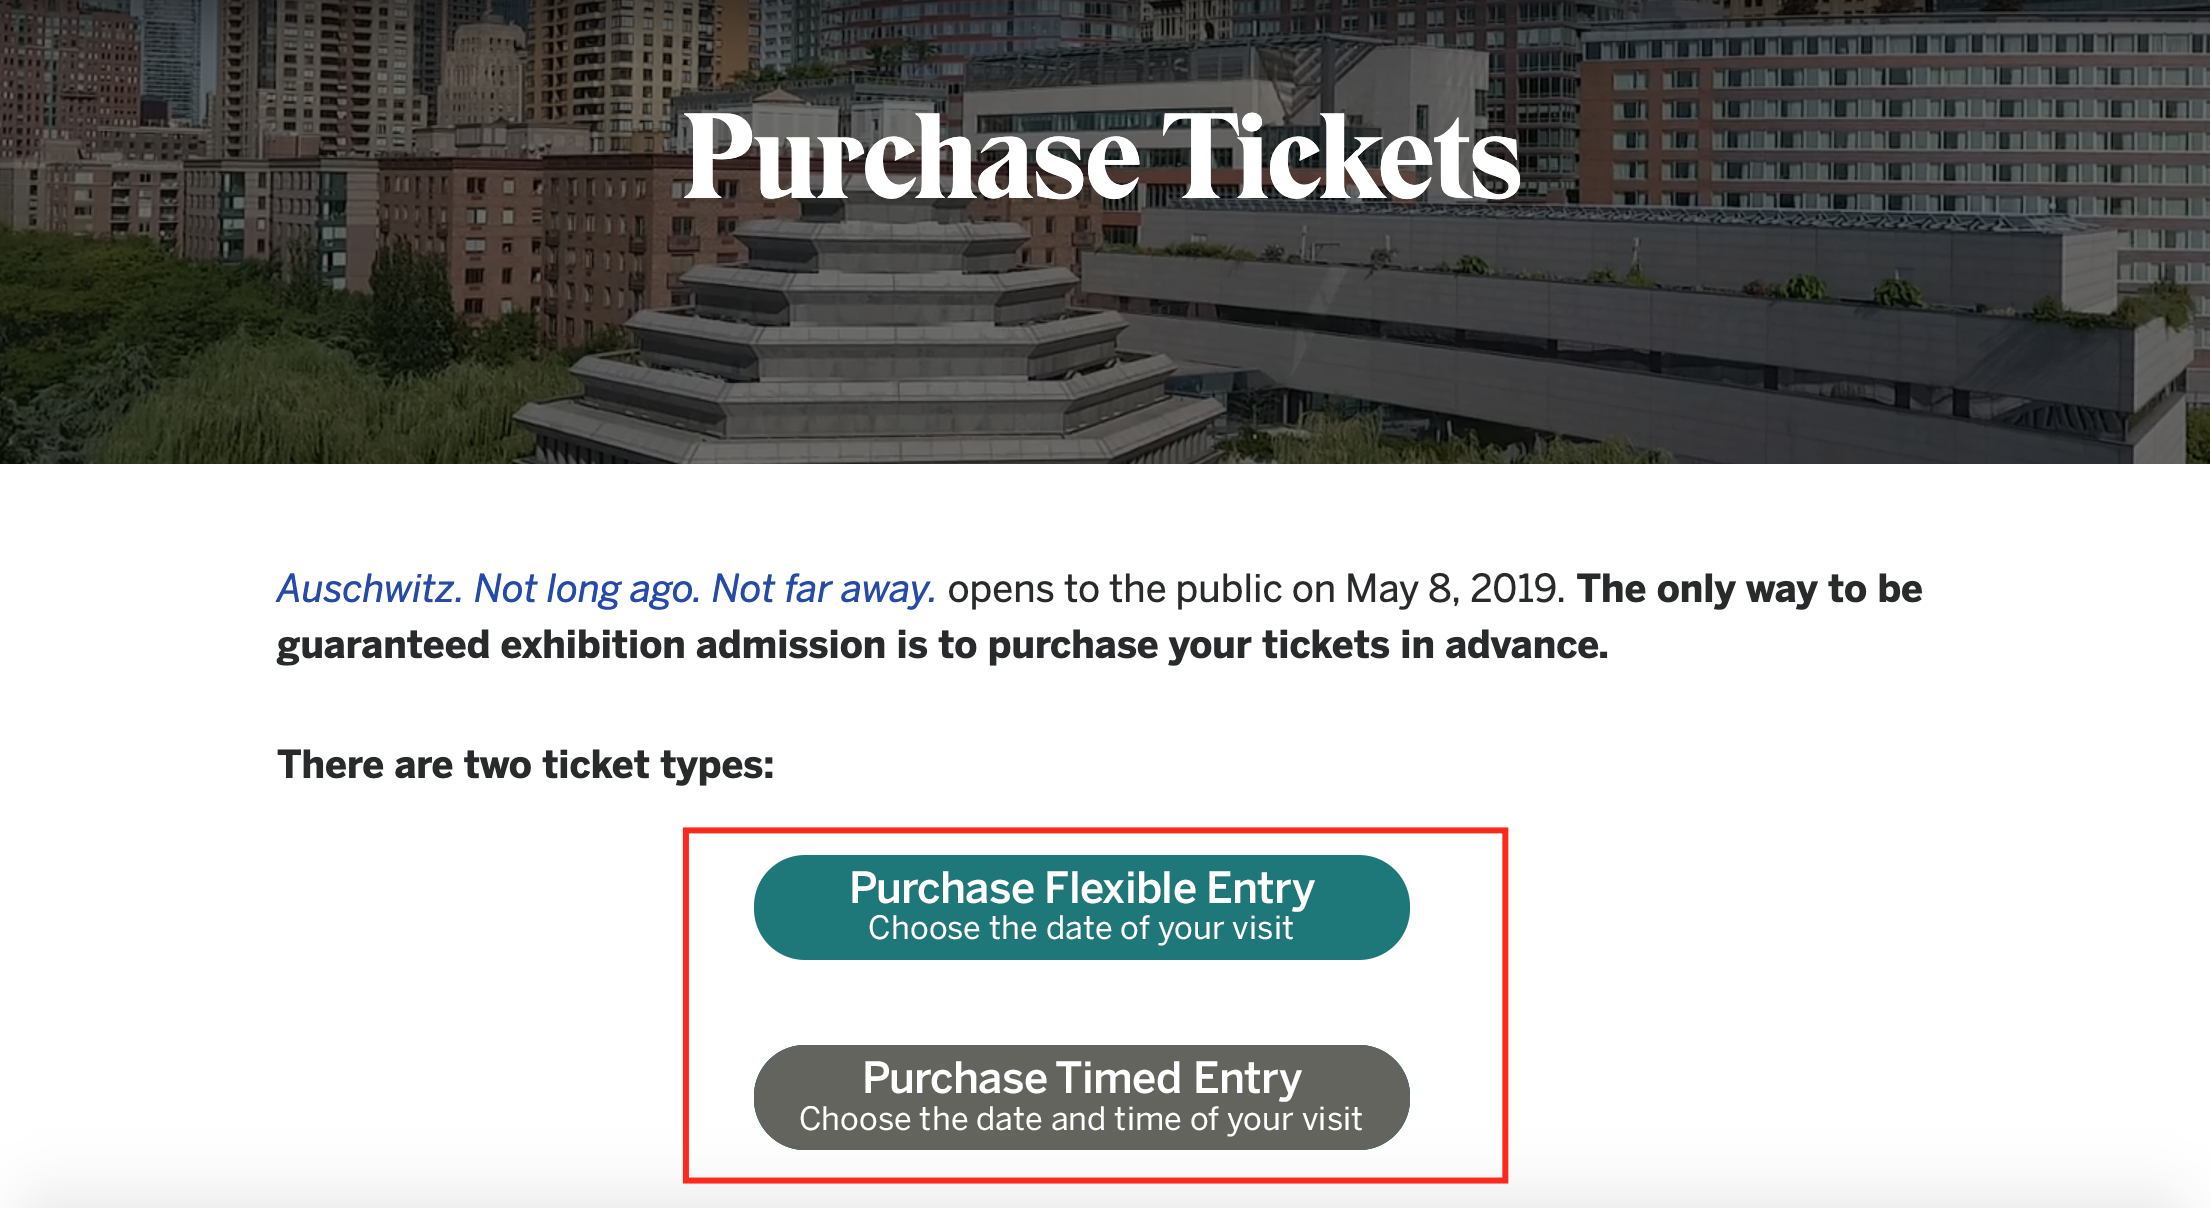 Purchase Tickets
Auschwitz. Not long ago. Not far away. opens to the public on May 8, 2019. The only way to be
guaranteed exhibition admission is to purchase your tickets in advance.
There are two ticket types:
Purchase Flexible Entry
Choose the date of your visit
Purchase Timed Entry
Choose the date and time of your visit